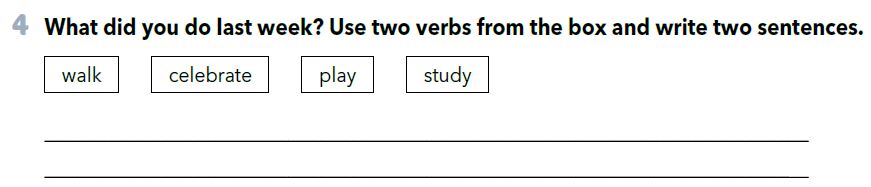 4 What did you do last week? Use two verbs from the box and write two sentences.
walk celebrate play study